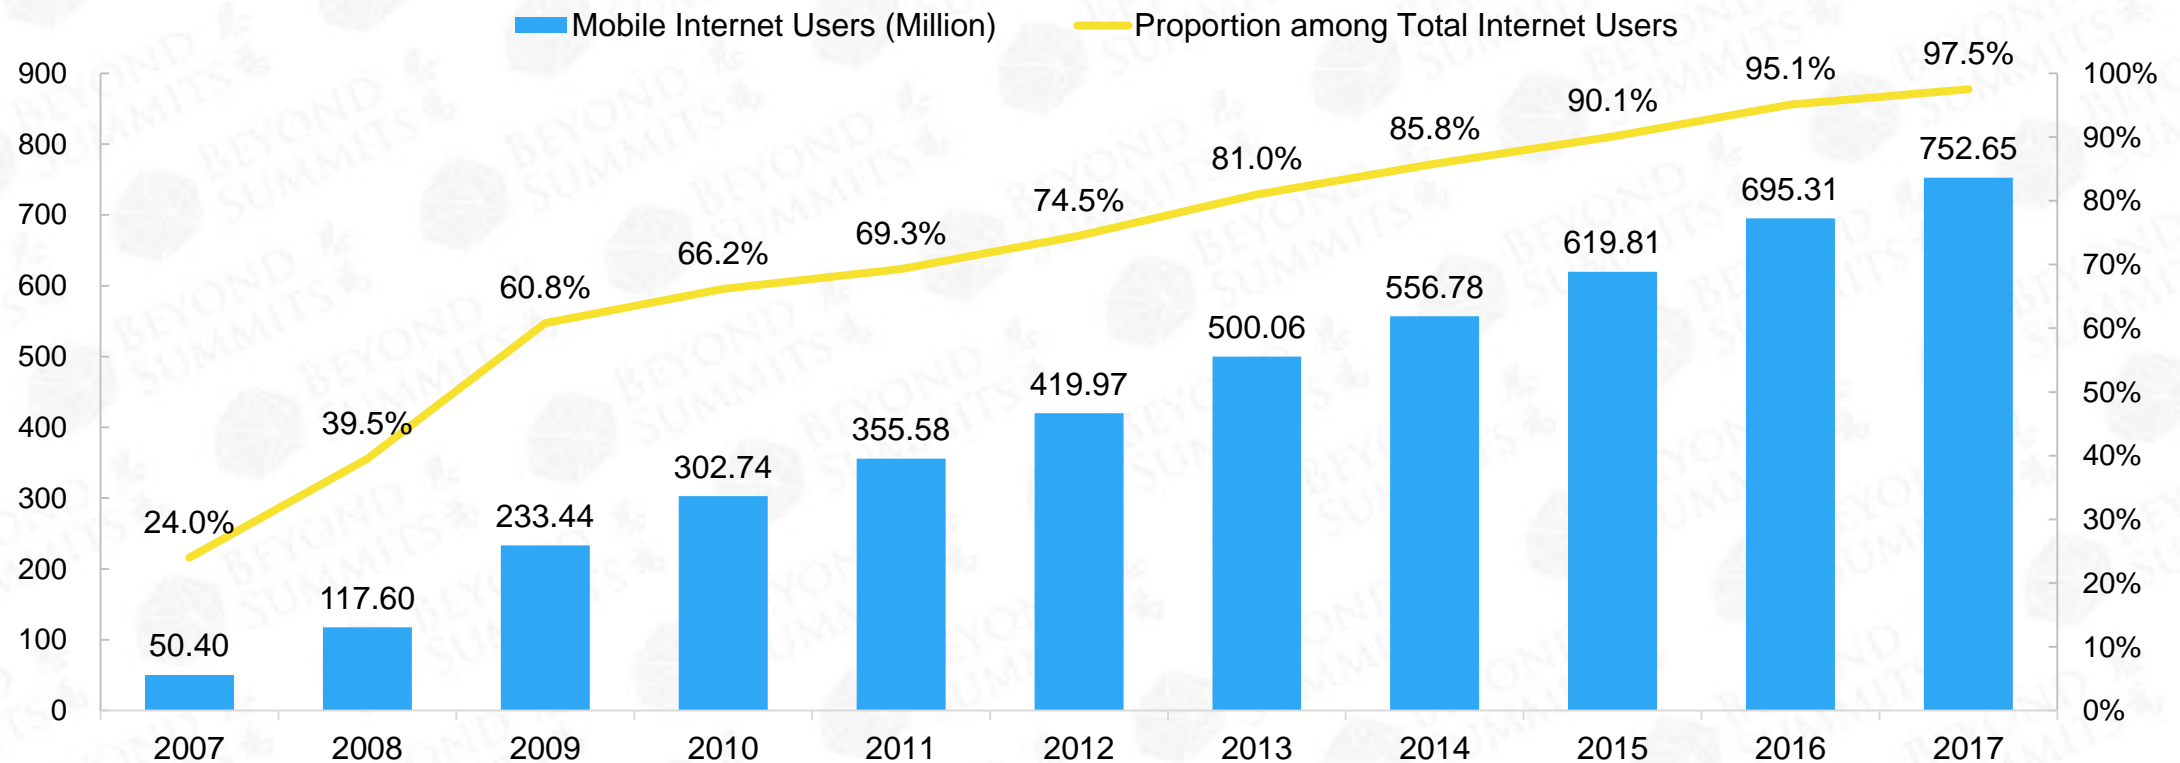 Mobile Internet Users (Million) Proportion among Total Internet Users
900 800 700 600 500 400 300 200 100 0
100% 90% 80% 70% 60% 50% 40% 30% 20% 10% 0%
24.0% 39.5% 60.8% 66.2% 69.3% 74.5% 81.0% 85.8% 90.1% 95.1% 97.5%
50.40 117.60 233.44 302.74 355.58 419.97 500.06 556.78 619.81 695.31 752.65
2007 2008 2009 2010 2011 2012 2013 2014 2015 2016 2017
BEYOND
SUMMITS